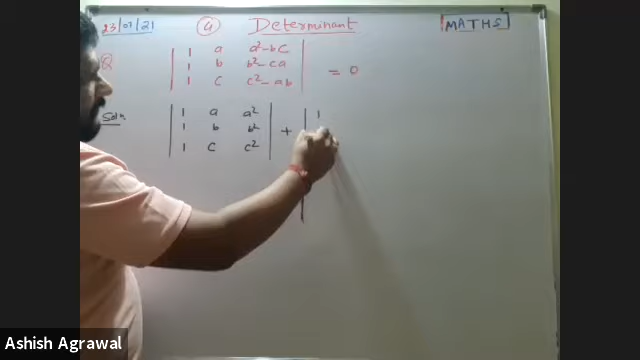 23/07/21 4 Determinant MATHS
Q | 1 a a²-bc |
| 1 b b²-ca | = 0
| 1 c c²-ab |
Soln. | 1 a a² | + | 1
| 1 b b² |
| 1 c c² |
Ashish Agrawal